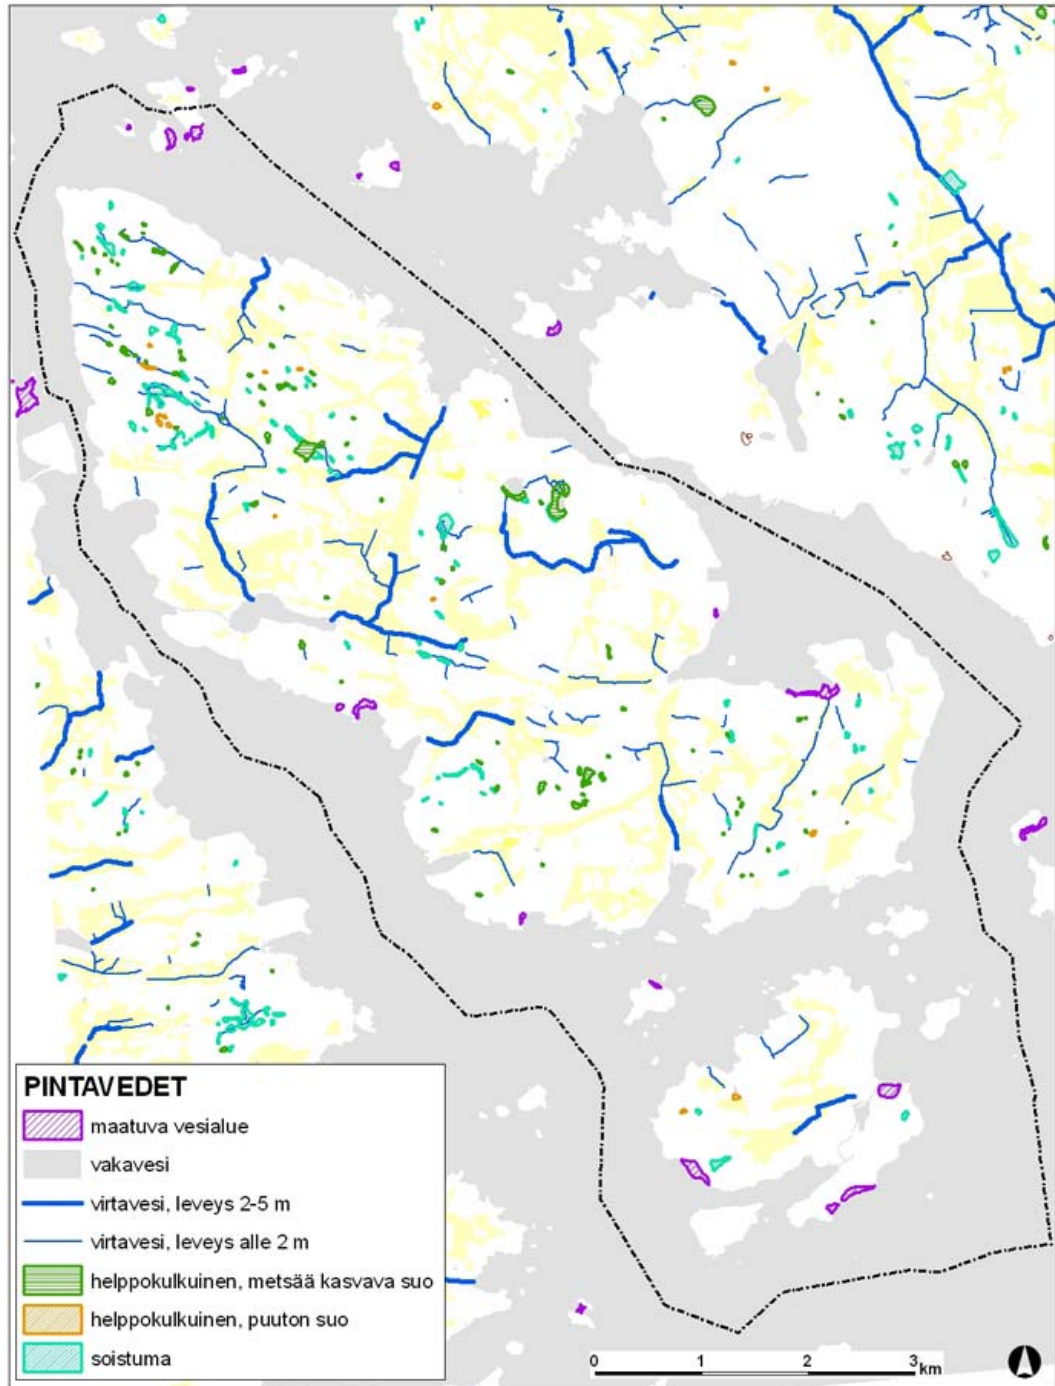 PINTAVEDET
maatuva vesialue
vakavesi
virtavesi, leveys 2-5 m
virtavesi, leveys alle 2 m
helppokulkuinen, metsää kasvava suo
helppokulkuinen, puuton suo
soistuma
0 1 2 3 km